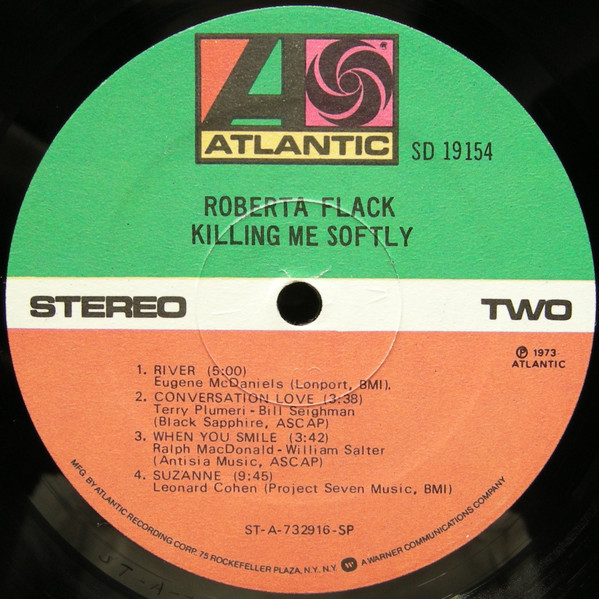 ATLANTIC
SD 19154
ROBERTA FLACK
KILLING ME SOFTLY
STEREO TWO
℗ 1973
ATLANTIC
1. RIVER (5:00)
Eugene McDaniels (Lonport, BMI).
2. CONVERSATION LOVE (3:38)
Terry Plumeri - Bill Seighman
(Black Sapphire, ASCAP)
3. WHEN YOU SMILE (3:42)
Ralph MacDonald - William Salter
(Antisia Music, ASCAP)
4. SUZANNE (9:45)
Leonard Cohen (Project Seven Music, BMI)
ST-A-732916-SP
MFG. BY ATLANTIC RECORDING CORP. 75 ROCKEFELLER PLAZA, N.Y. N.Y. A WARNER COMMUNICATIONS COMPANY